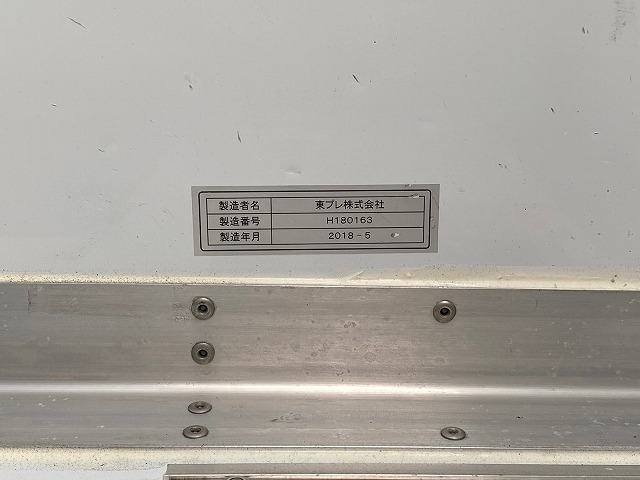 製造者名 東プレ株式会社
製造番号 H180163
製造年月 2018-5